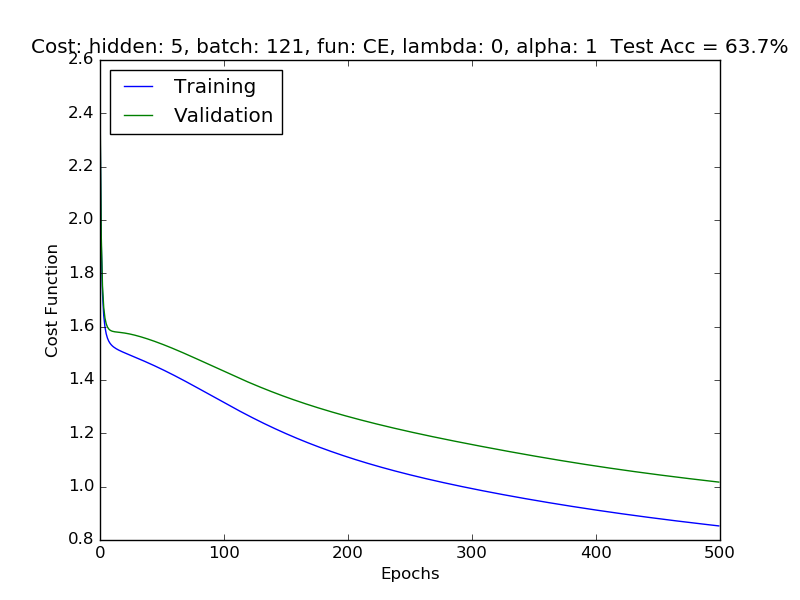 Cost: hidden: 5, batch: 121, fun: CE, lambda: 0, alpha: 1  Test Acc = 63.7%
2.6
Training
Validation
2.4
2.2
2.0
1.8
1.6
1.4
1.2
1.0
0.8
Cost Function
0 100 200 300 400 500
Epochs